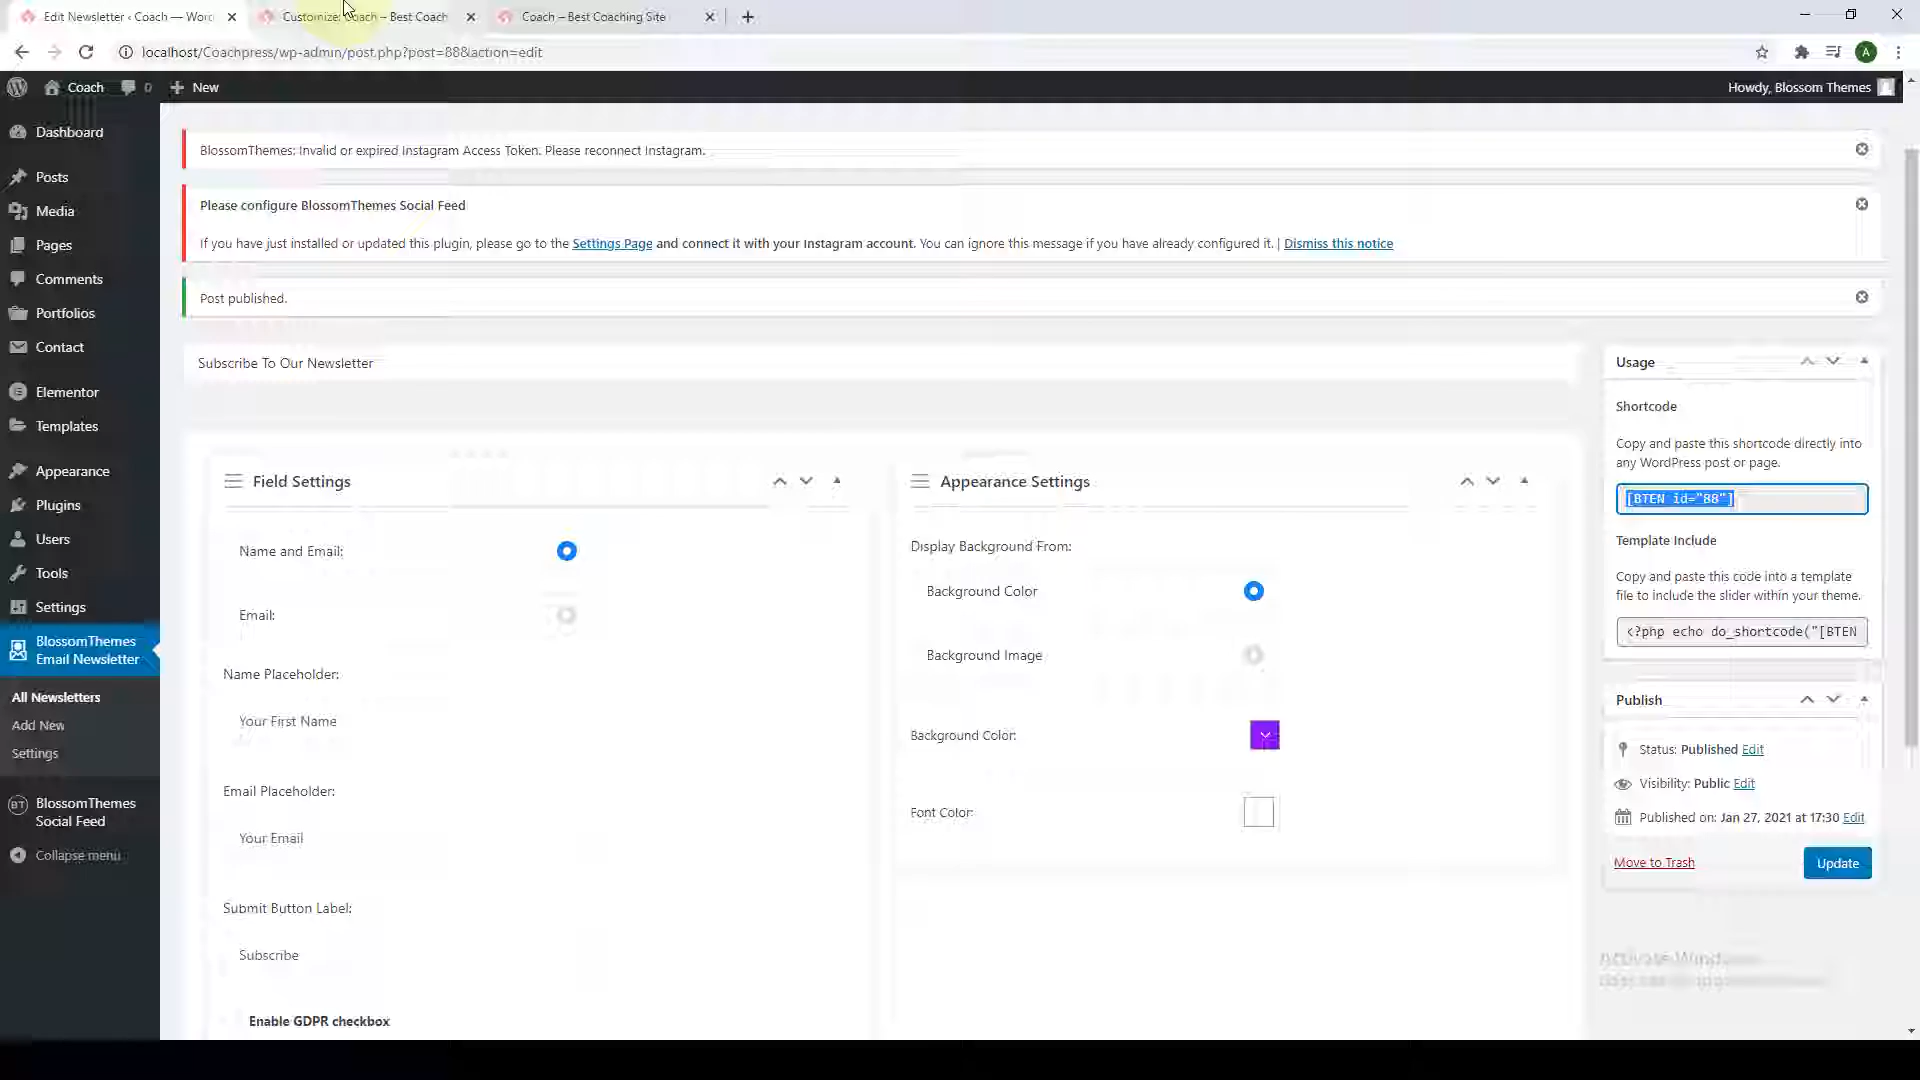 Edit Newsletter ‹ Coach — Wor
Customize: Coach – Best Coach
Coach – Best Coaching Site
localhost/Coachpress/wp-admin/post.php?post=88&action=edit
A
Coach
0
New
Howdy, Blossom Themes
Dashboard
Posts
Media
Pages
Comments
Portfolios
Contact
Elementor
Templates
Appearance
Plugins
Users
Tools
Settings
BlossomThemes
Email Newsletter
All Newsletters
Add New
Settings
BT
BlossomThemes
Social Feed
Collapse menu
BlossomThemes: Invalid or expired Instagram Access Token. Please reconnect Instagram.
Please configure BlossomThemes Social Feed
If you have just installed or updated this plugin, please go to the Settings Page and connect it with your Instagram account. You can ignore this message if you have already configured it. | Dismiss this notice
Post published.
Subscribe To Our Newsletter
Field Settings
Name and Email:
Email:
Name Placeholder:
Your First Name
Email Placeholder:
Your Email
Submit Button Label:
Subscribe
Enable GDPR checkbox
Appearance Settings
Display Background From:
Background Color
Background Image
Background Color:
Font Color:
Usage
Shortcode
Copy and paste this shortcode directly into
any WordPress post or page.
[BTEN id="88"]
Template Include
Copy and paste this code into a template
file to include the slider within your theme.
<?php echo do_shortcode("[BTEN
Publish
Status: Published Edit
Visibility: Public Edit
Published on: Jan 27, 2021 at 17:30 Edit
Move to Trash
Update
Activate Windows